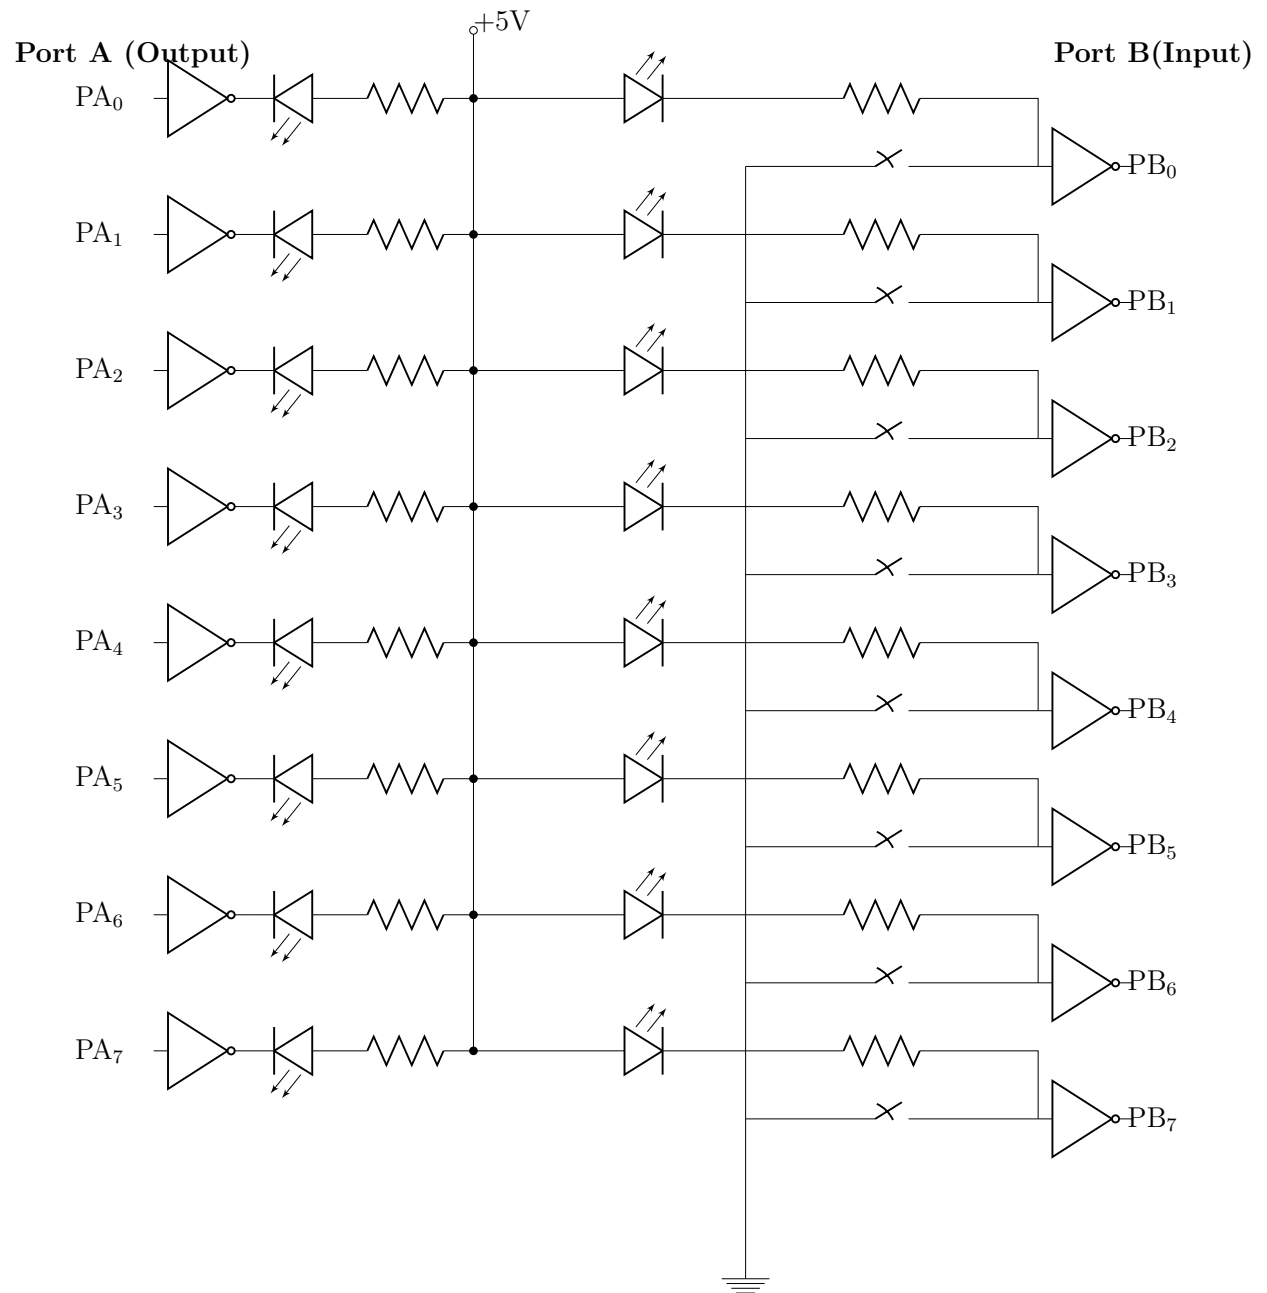 +5V
Port A (Output)
Port B(Input)
PA₀
PB₀
PA₁
PB₁
PA₂
PB₂
PA₃
PB₃
PA₄
PB₄
PA₅
PB₅
PA₆
PB₆
PA₇
PB₇